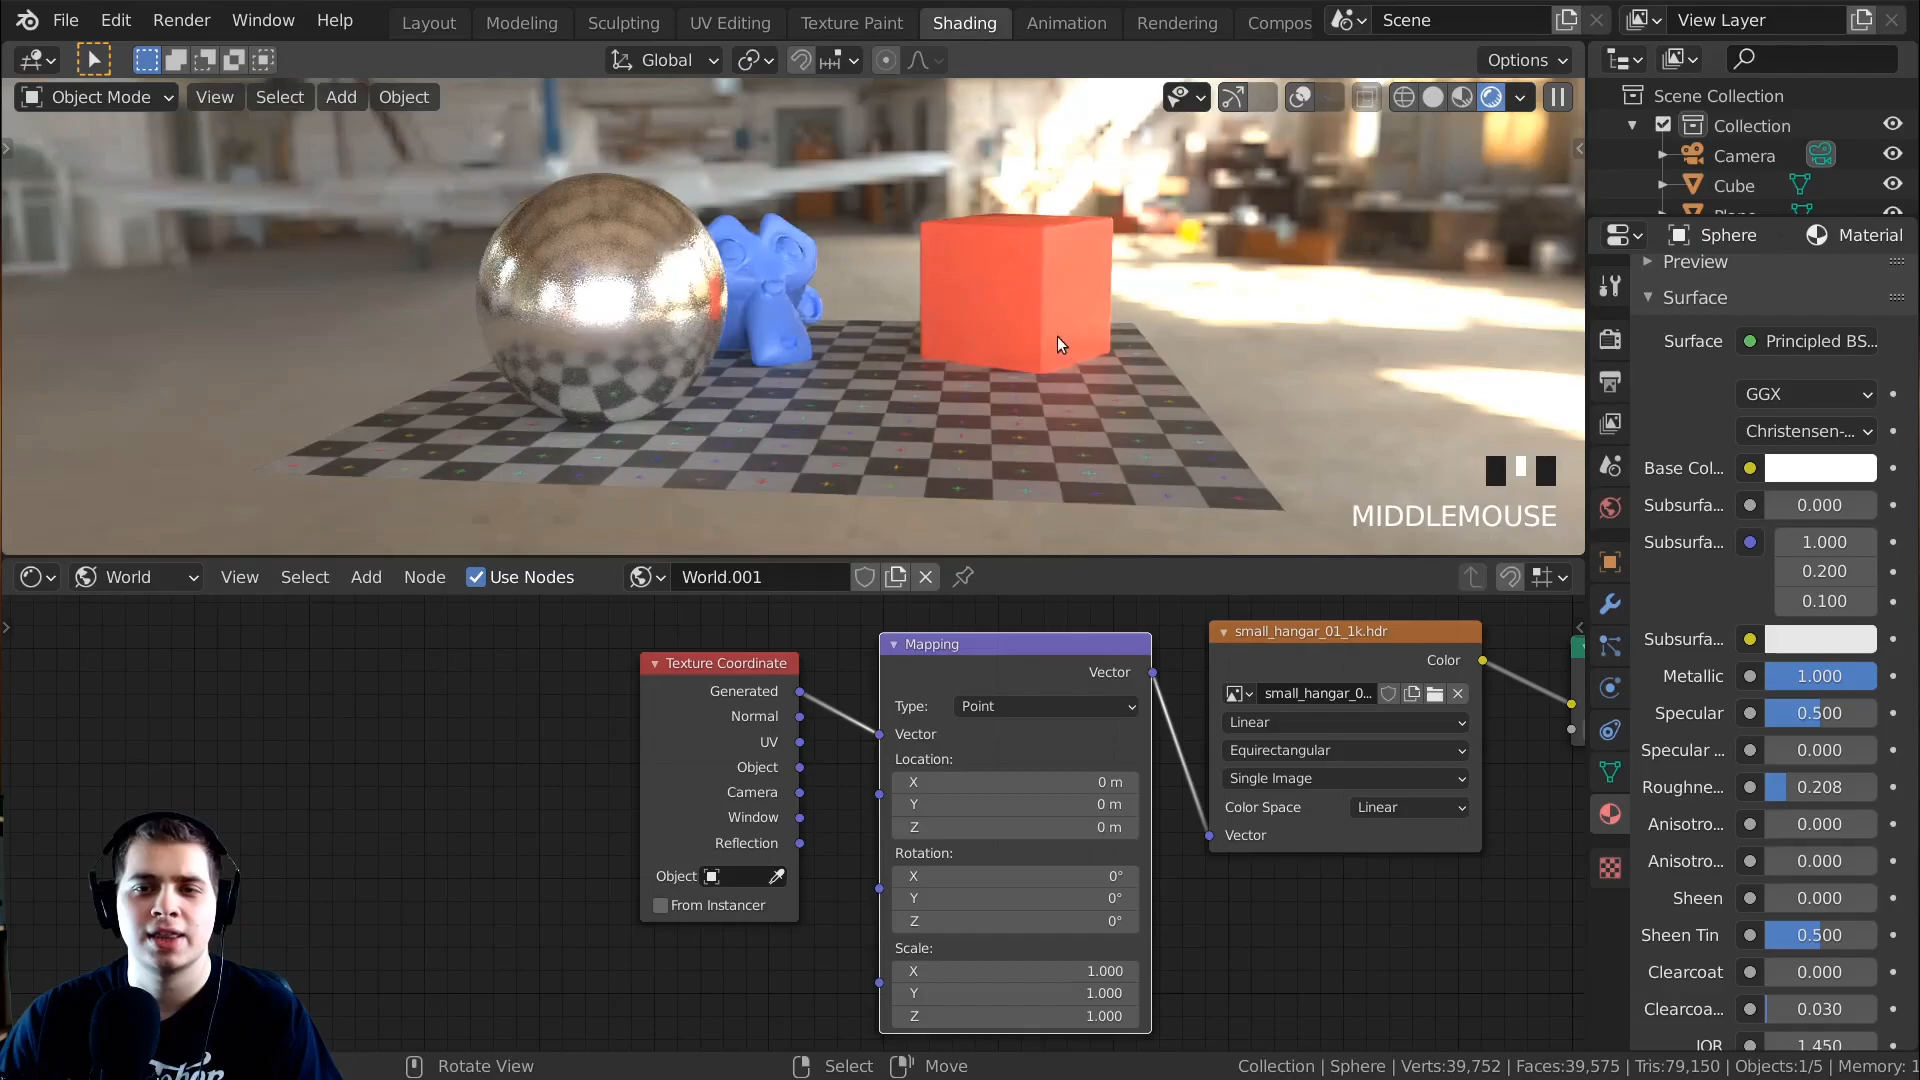 File Edit Render Window Help Layout Modeling Sculpting UV Editing Texture Paint Shading Animation Rendering Compos Scene View Layer
Global Options
Object Mode View Select Add Object
Scene Collection
Collection
Camera
Cube
Sphere Material
Preview
Surface
Surface Principled BS...
GGX
Christensen-...
Base Col...
Subsurfa... 0.000
Subsurfa... 1.000
0.200
0.100
Subsurfa...
Metallic 1.000
Specular 0.500
Specular ... 0.000
Roughne... 0.208
Anisotro... 0.000
Anisotro... 0.000
Sheen 0.000
Sheen Tin 0.500
Clearcoat 0.000
Clearcoa... 0.030
IOR 1.450
MIDDLEMOUSE
World View Select Add Node Use Nodes World.001
Texture Coordinate
Generated
Normal
UV
Object
Camera
Window
Reflection
Object
From Instancer
Mapping
Vector
Type: Point
Vector
Location:
X 0 m
Y 0 m
Z 0 m
Rotation:
X 0°
Y 0°
Z 0°
Scale:
X 1.000
Y 1.000
Z 1.000
small_hangar_01_1k.hdr
Color
small_hangar_0...
Linear
Equirectangular
Single Image
Color Space Linear
Vector
Rotate View Select Move Collection | Sphere | Verts:39,752 | Faces:39,575 | Tris:79,150 | Objects:1/5 | Memory: 1